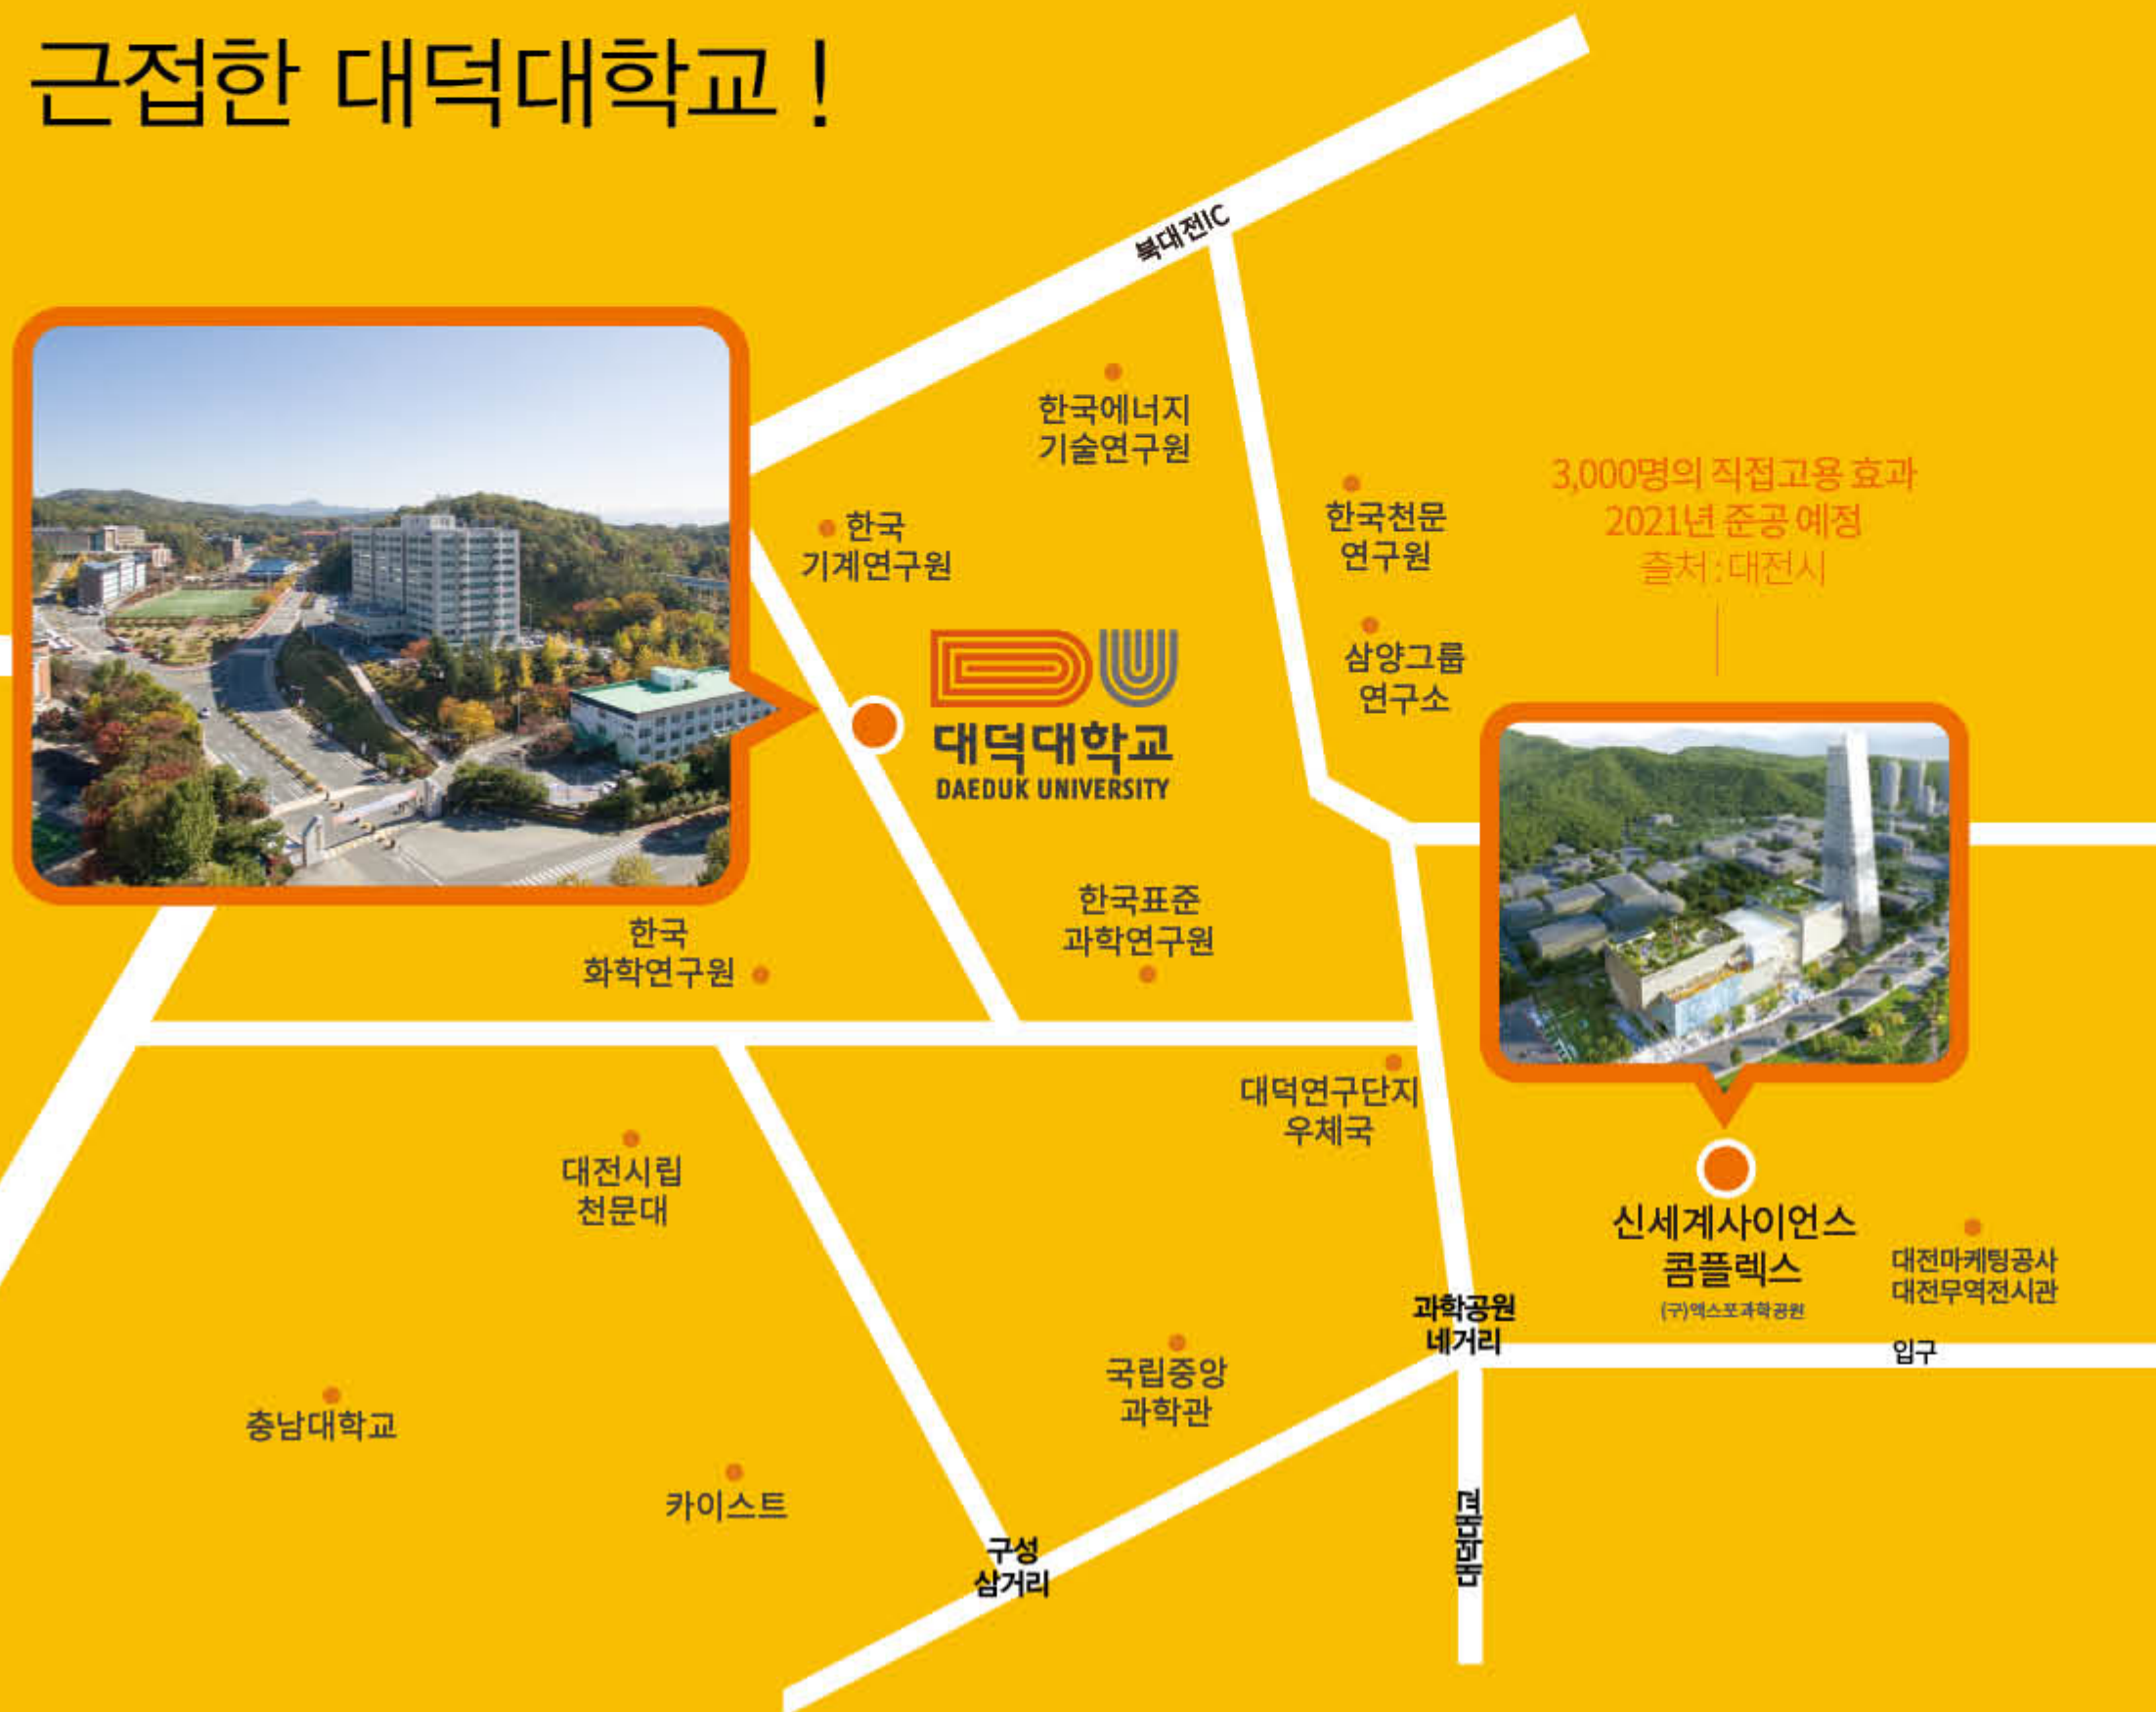 근접한 대덕대학교 !
북대전IC
한국에너지
기술연구원
한국
기계연구원
한국천문
연구원
3,000명의 직접고용 효과
2021년 준공 예정
출처 : 대전시
삼양그룹
연구소
DU
대덕대학교
DAEDUK UNIVERSITY
한국
화학연구원
한국표준
과학연구원
대덕연구단지
우체국
대전시립
천문대
신세계사이언스
콤플렉스
(구)엑스포과학공원
대전마케팅공사
대전무역전시관
입구
과학공원
네거리
국립중앙
과학관
충남대학교
카이스트
구성
삼거리
대덕대교